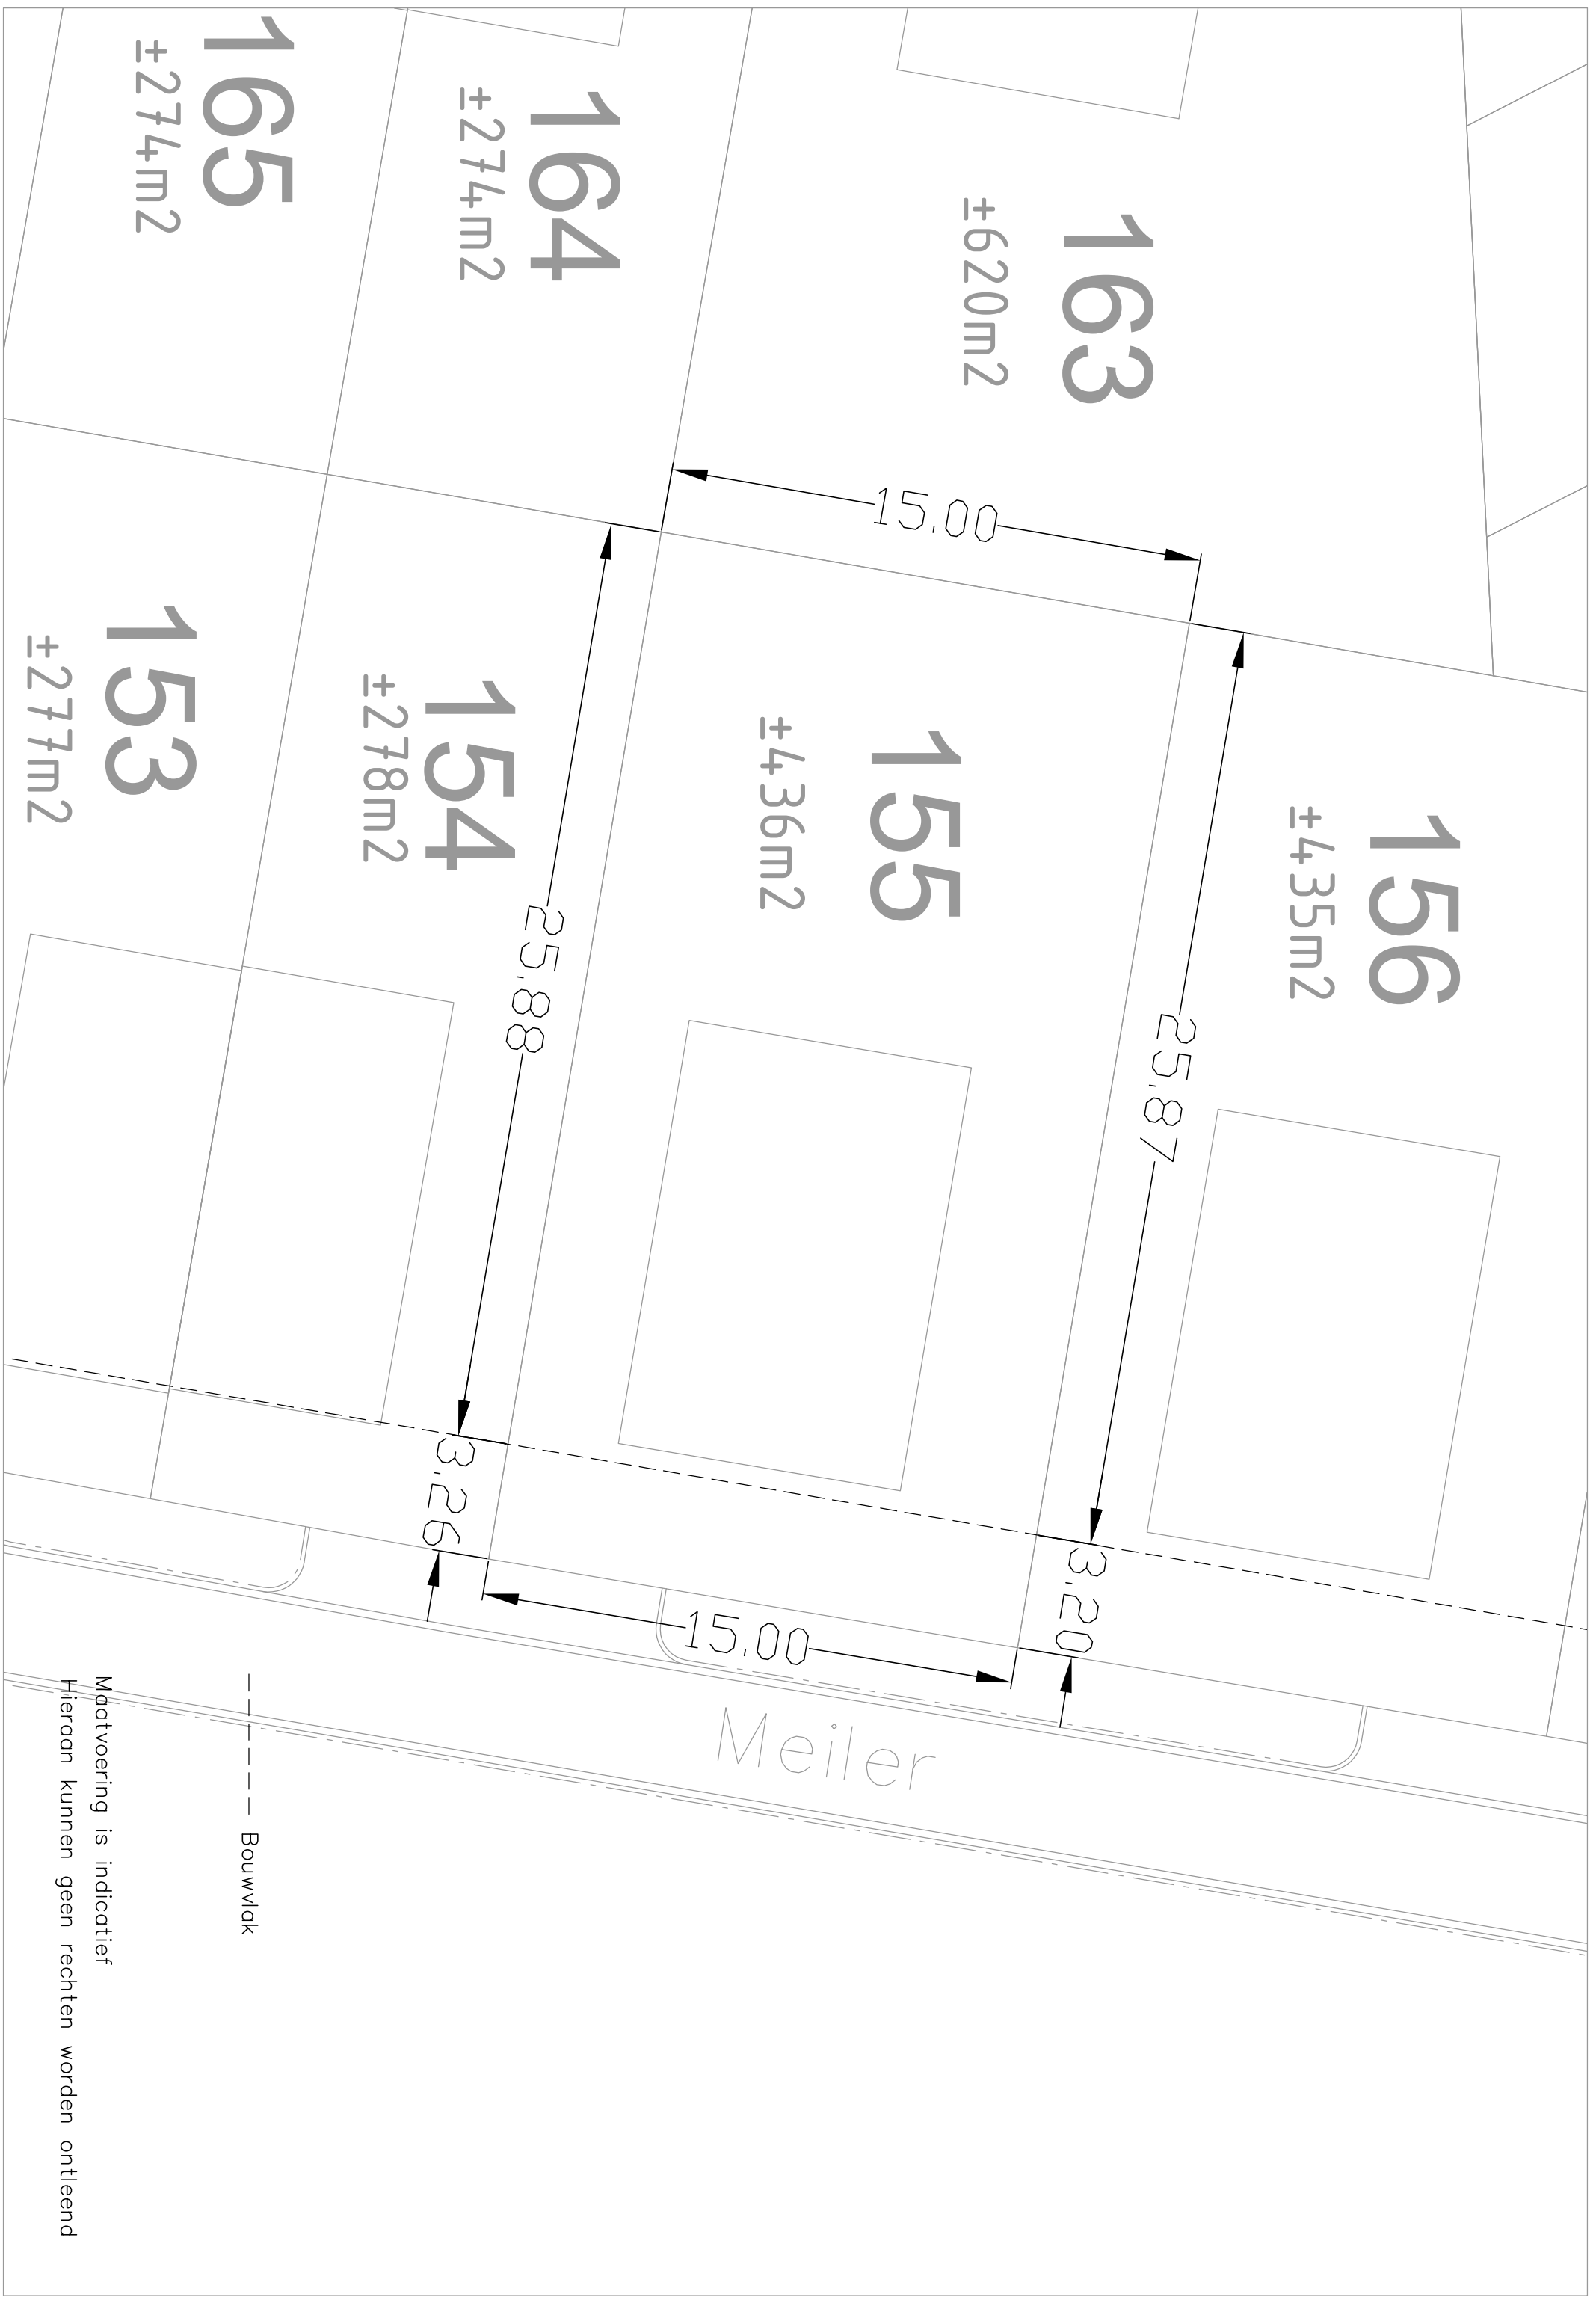 165
±274m2
164
±274m2
163
±620m2
15.00
153
±277m2
154
±278m2
155
±436m2
156
±435m2
25.88
25.87
3.26
3.20
15.00
Meiler
Bouwvlak
Maatvoering is indicatief
Hieraan kunnen geen rechten worden ontleend